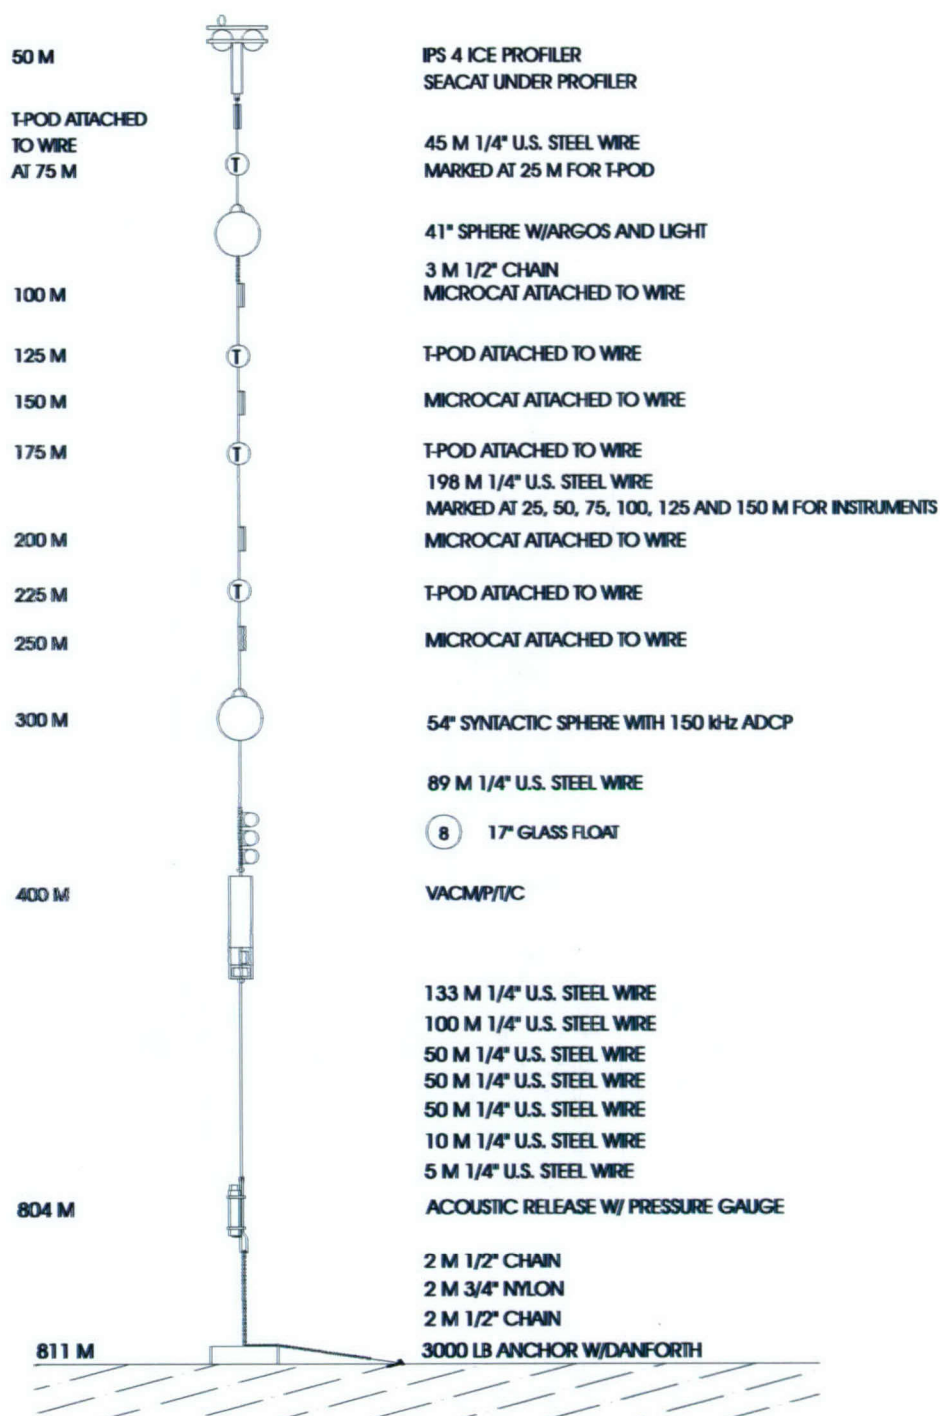 50 M
IPS 4 ICE PROFILER
SEACAT UNDER PROFILER
T-POD ATTACHED
TO WIRE
AT 75 M
45 M 1/4" U.S. STEEL WIRE
MARKED AT 25 M FOR T-POD
T
41" SPHERE W/ARGOS AND LIGHT
3 M 1/2" CHAIN
100 M
MICROCAT ATTACHED TO WIRE
125 M
T
T-POD ATTACHED TO WIRE
150 M
MICROCAT ATTACHED TO WIRE
175 M
T
T-POD ATTACHED TO WIRE
198 M 1/4" U.S. STEEL WIRE
MARKED AT 25, 50, 75, 100, 125 AND 150 M FOR INSTRUMENTS
200 M
MICROCAT ATTACHED TO WIRE
225 M
T
T-POD ATTACHED TO WIRE
250 M
MICROCAT ATTACHED TO WIRE
300 M
54" SYNTACTIC SPHERE WITH 150 kHz ADCP
89 M 1/4" U.S. STEEL WIRE
8 17" GLASS FLOAT
400 M
VACM/P/T/C
133 M 1/4" U.S. STEEL WIRE
100 M 1/4" U.S. STEEL WIRE
50 M 1/4" U.S. STEEL WIRE
50 M 1/4" U.S. STEEL WIRE
50 M 1/4" U.S. STEEL WIRE
10 M 1/4" U.S. STEEL WIRE
5 M 1/4" U.S. STEEL WIRE
804 M
ACOUSTIC RELEASE W/ PRESSURE GAUGE
2 M 1/2" CHAIN
2 M 3/4" NYLON
2 M 1/2" CHAIN
811 M
3000 LB ANCHOR W/DANFORTH